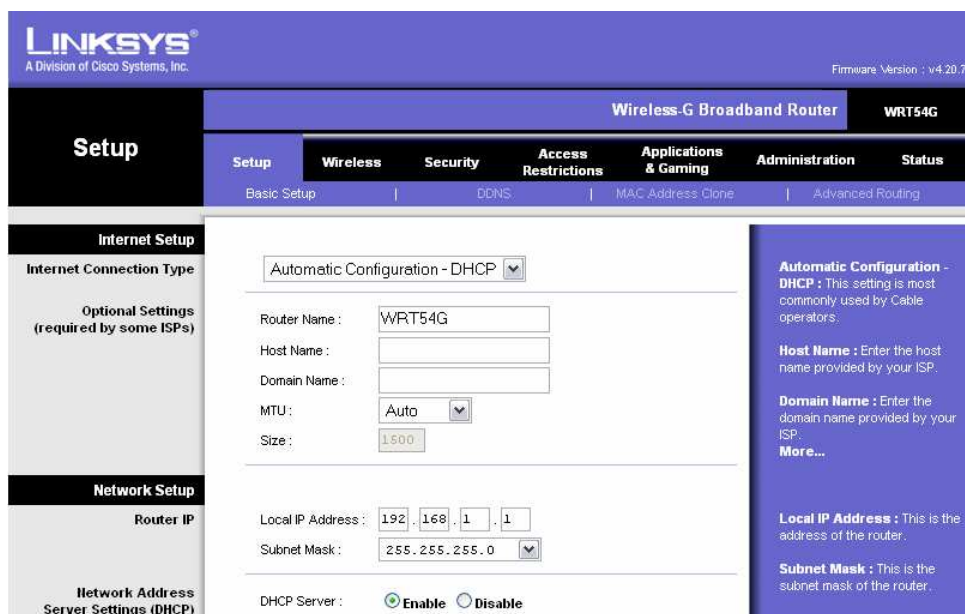 LINKSYS®
A Division of Cisco Systems, Inc.
Firmware Version : v4.20.7
Wireless-G Broadband Router WRT54G
Setup
Setup Wireless Security Access Restrictions Applications & Gaming Administration Status
Basic Setup | DDNS | MAC Address Clone | Advanced Routing
Internet Setup
Internet Connection Type
Automatic Configuration - DHCP
Optional Settings
(required by some ISPs)
Router Name : WRT54G
Host Name :
Domain Name :
MTU : Auto
Size : 1500
Network Setup
Router IP
Local IP Address : 192 . 168 . 1 . 1
Subnet Mask : 255.255.255.0
Network Address
Server Settings (DHCP)
DHCP Server : Enable Disable
Automatic Configuration -
DHCP : This setting is most
commonly used by Cable
operators.
Host Name : Enter the host
name provided by your ISP.
Domain Name : Enter the
domain name provided by your
ISP.
More...
Local IP Address : This is the
address of the router.
Subnet Mask : This is the
subnet mask of the router.